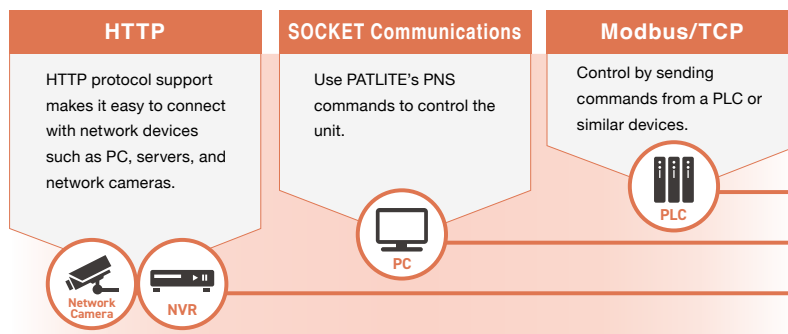 HTTP
HTTP protocol support
makes it easy to connect
with network devices
such as PC, servers, and
network cameras.
Network
Camera
NVR
SOCKET Communications
Use PATLITE's PNS
commands to control the
unit.
PC
Modbus/TCP
Control by sending
commands from a PLC or
similar devices.
PLC